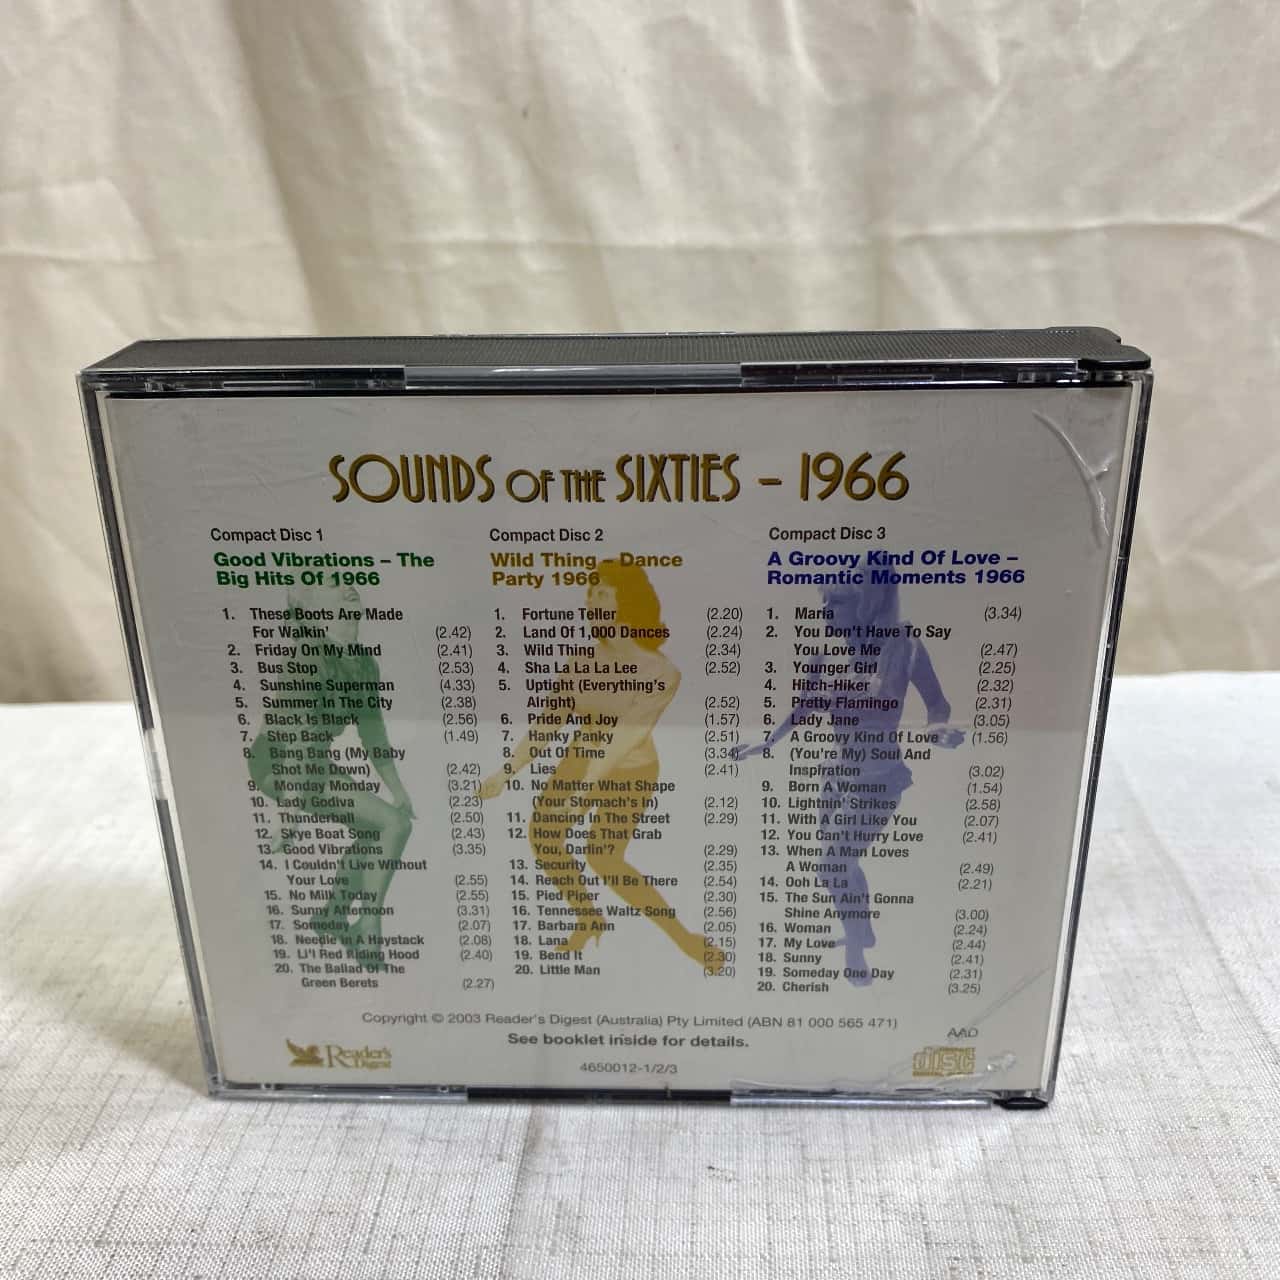 SOUNDS OF THE SIXTIES – 1966
Compact Disc 1
Good Vibrations – The
Big Hits Of 1966
1. These Boots Are Made
For Walkin' (2.42)
2. Friday On My Mind (2.41)
3. Bus Stop (2.53)
4. Sunshine Superman (4.33)
5. Summer In The City (2.38)
6. Black Is Black (2.56)
7. Step Back (1.49)
8. Bang Bang (My Baby
Shot Me Down) (2.42)
9. Monday Monday (3.21)
10. Lady Godiva (2.23)
11. Thunderball (2.50)
12. Skye Boat Song (2.43)
13. Good Vibrations (3.35)
14. I Couldn't Live Without
Your Love (2.55)
15. No Milk Today (2.55)
16. Sunny Afternoon (3.31)
17. Someday (2.07)
18. Needle in A Haystack (2.08)
19. Li'l Red Riding Hood (2.40)
20. The Ballad Of The
Green Berets (2.27)
Compact Disc 2
Wild Thing – Dance
Party 1966
1. Fortune Teller (2.20)
2. Land Of 1,000 Dances (2.24)
3. Wild Thing (2.34)
4. Sha La La La Lee (2.52)
5. Uptight (Everything's
Alright) (2.52)
6. Pride And Joy (1.57)
7. Hanky Panky (2.51)
8. Out Of Time (3.34)
9. Lies (2.41)
10. No Matter What Shape
(Your Stomach's In) (2.12)
11. Dancing In The Street (2.29)
12. How Does That Grab
You, Darlin'? (2.29)
13. Security (2.35)
14. Reach Out I'll Be There (2.54)
15. Pied Piper (2.30)
16. Tennessee Waltz Song (2.56)
17. Barbara Ann (2.05)
18. Lana (2.15)
19. Bend It (2.30)
20. Little Man (3.20)
Compact Disc 3
A Groovy Kind Of Love –
Romantic Moments 1966
1. Maria (3.34)
2. You Don't Have To Say
You Love Me (2.47)
3. Younger Girl (2.25)
4. Hitch-Hiker (2.32)
5. Pretty Flamingo (2.31)
6. Lady Jane (3.05)
7. A Groovy Kind Of Love (1.56)
8. (You're My) Soul And
Inspiration (3.02)
9. Born A Woman (1.54)
10. Lightnin' Strikes (2.58)
11. With A Girl Like You (2.07)
12. You Can't Hurry Love (2.41)
13. When A Man Loves
A Woman (2.49)
14. Ooh La La (2.21)
15. The Sun Ain't Gonna
Shine Anymore (3.00)
16. Woman (2.24)
17. My Love (2.44)
18. Sunny (2.41)
19. Someday One Day (2.31)
20. Cherish (3.25)
Copyright © 2003 Reader's Digest (Australia) Pty Limited (ABN 81 000 565 471)
See booklet inside for details.
4650012-1/2/3
Reader's
Digest
AAD
disc